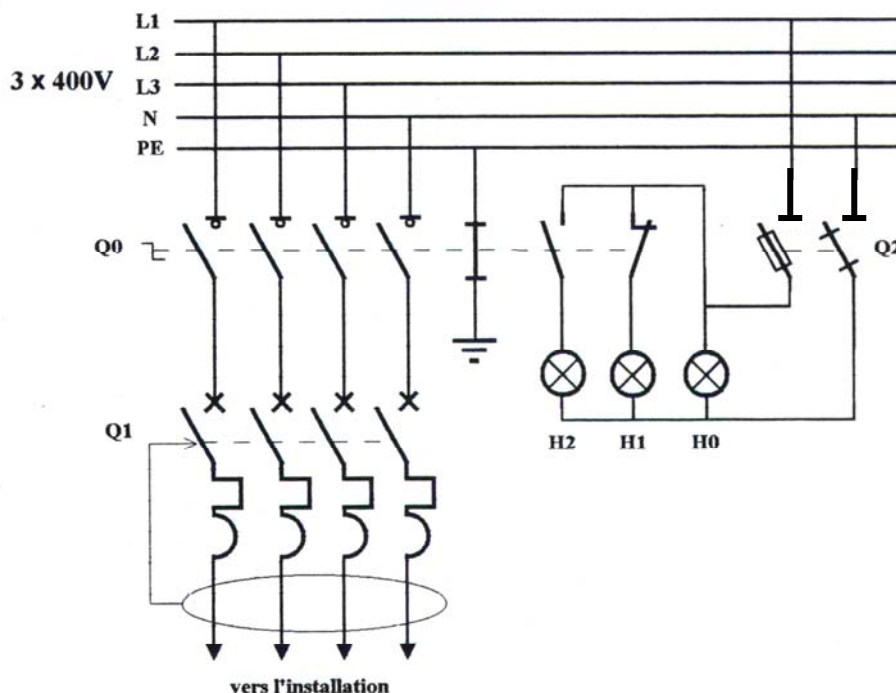 L1
L2
3 x 400V
L3
N
PE
Q0
Q2
Q1
H2 H1 H0
vers l'installation